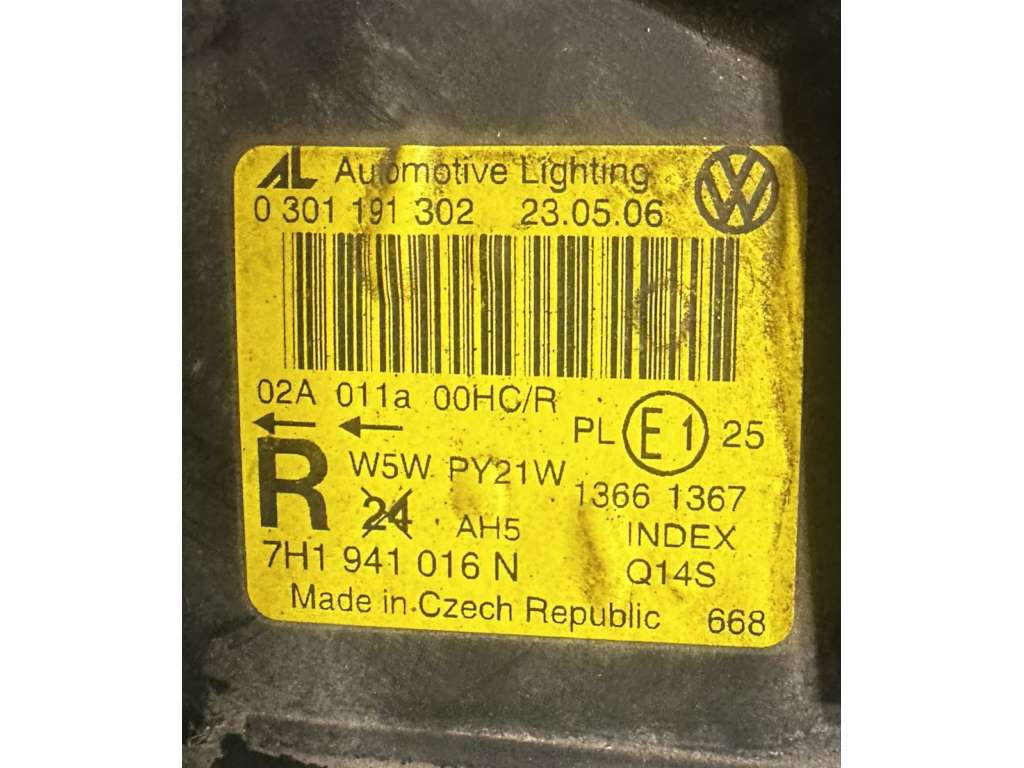 AL Automotive Lighting
0 301 191 302 23.05.06
02A 011a 00HC/R
PL E1 25
R W5W PY21W
1366 1367
24 AH5 INDEX
7H1 941 016 N Q14S
Made in Czech Republic 668